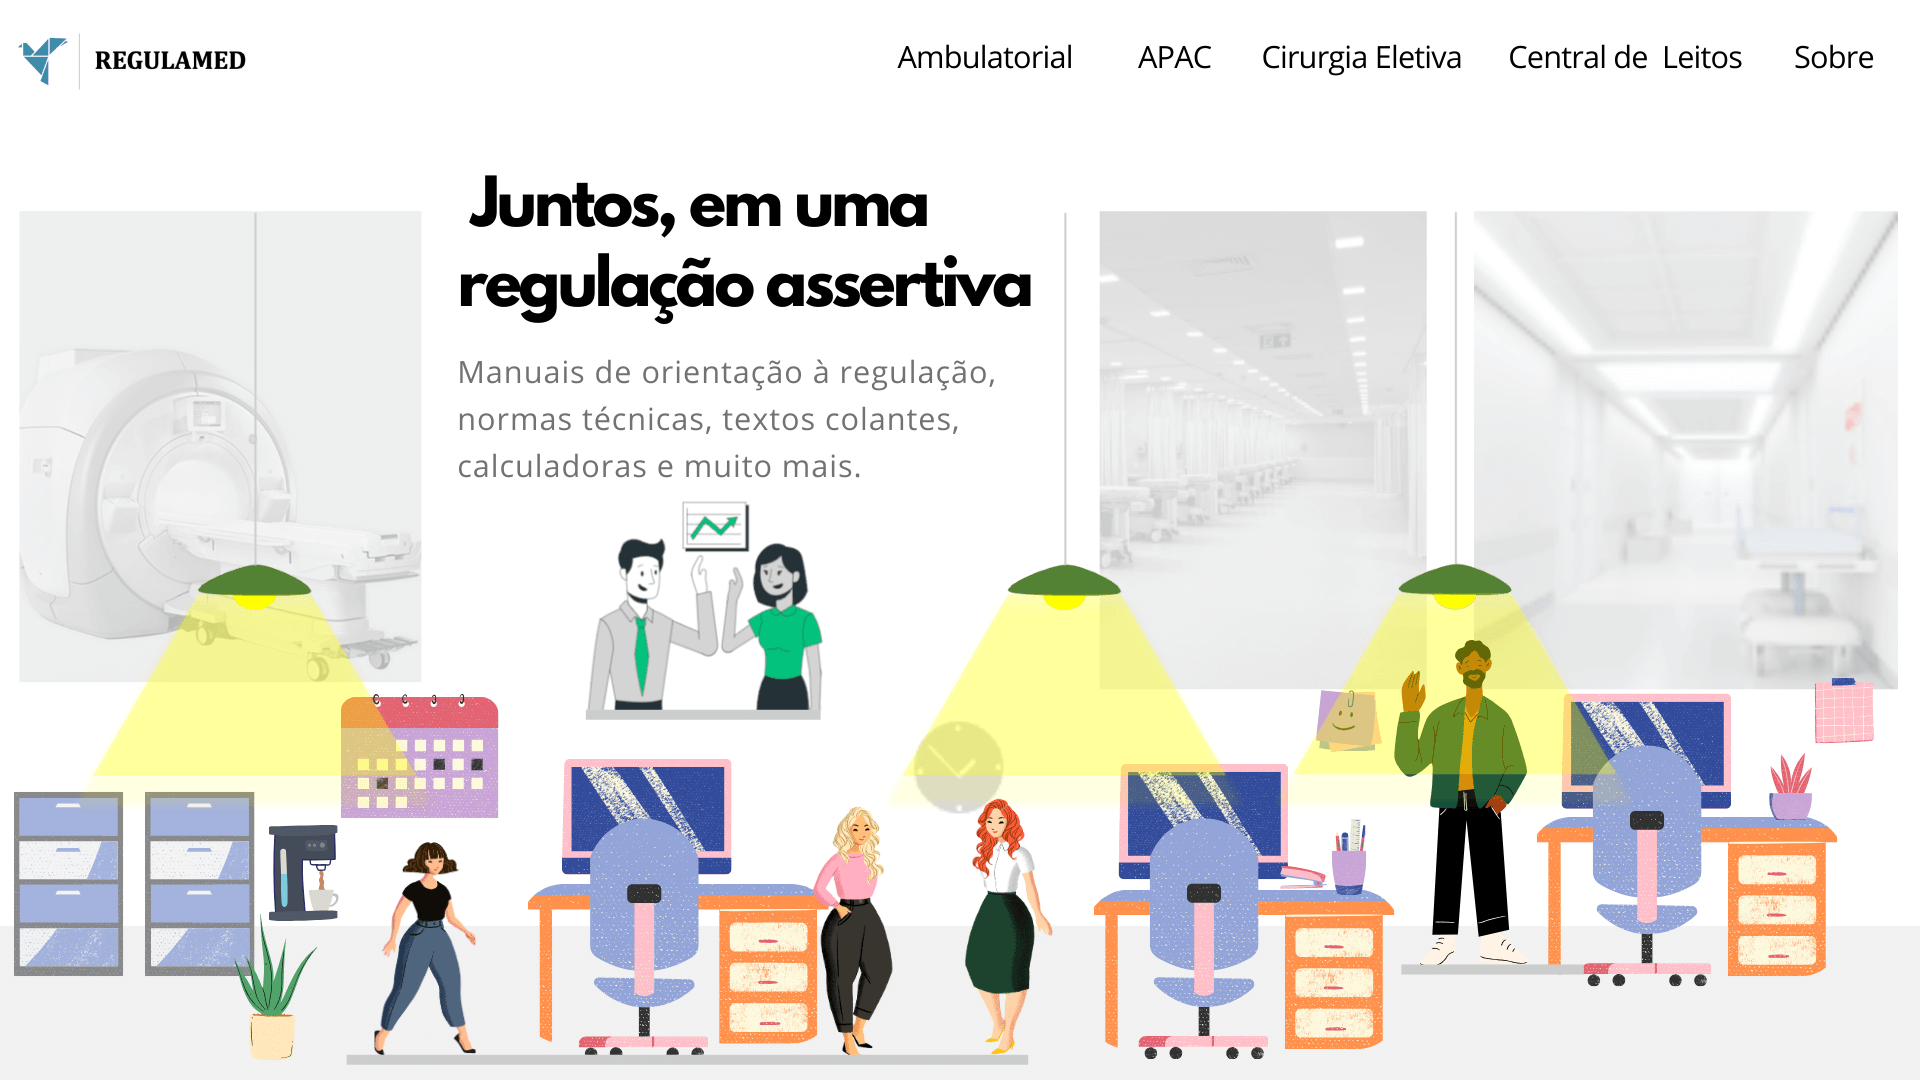 REGULAMED
Ambulatorial APAC Cirurgia Eletiva Central de Leitos Sobre
Juntos, em uma
regulação assertiva
Manuais de orientação à regulação,
normas técnicas, textos colantes,
calculadoras e muito mais.